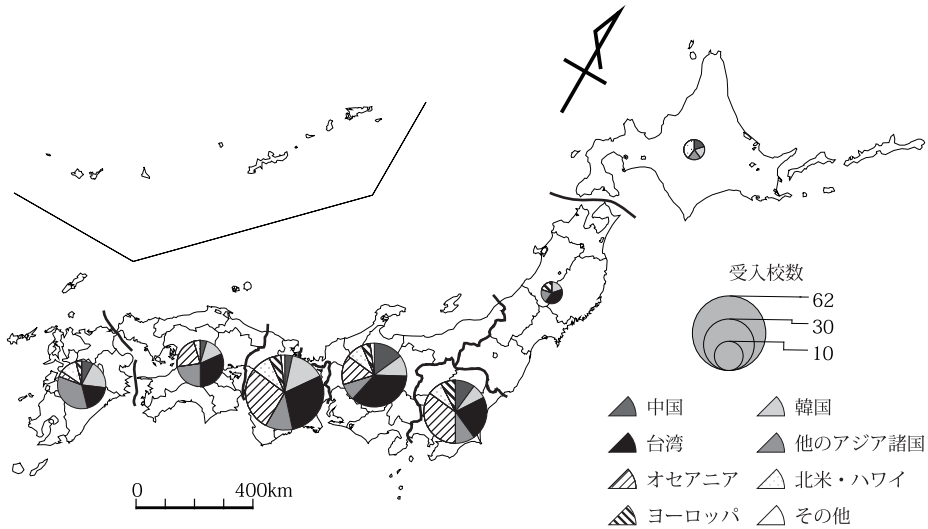 受入校数
62
30
10
中国
韓国
台湾
他のアジア諸国
オセアニア
北米・ハワイ
ヨーロッパ
その他
0 400km